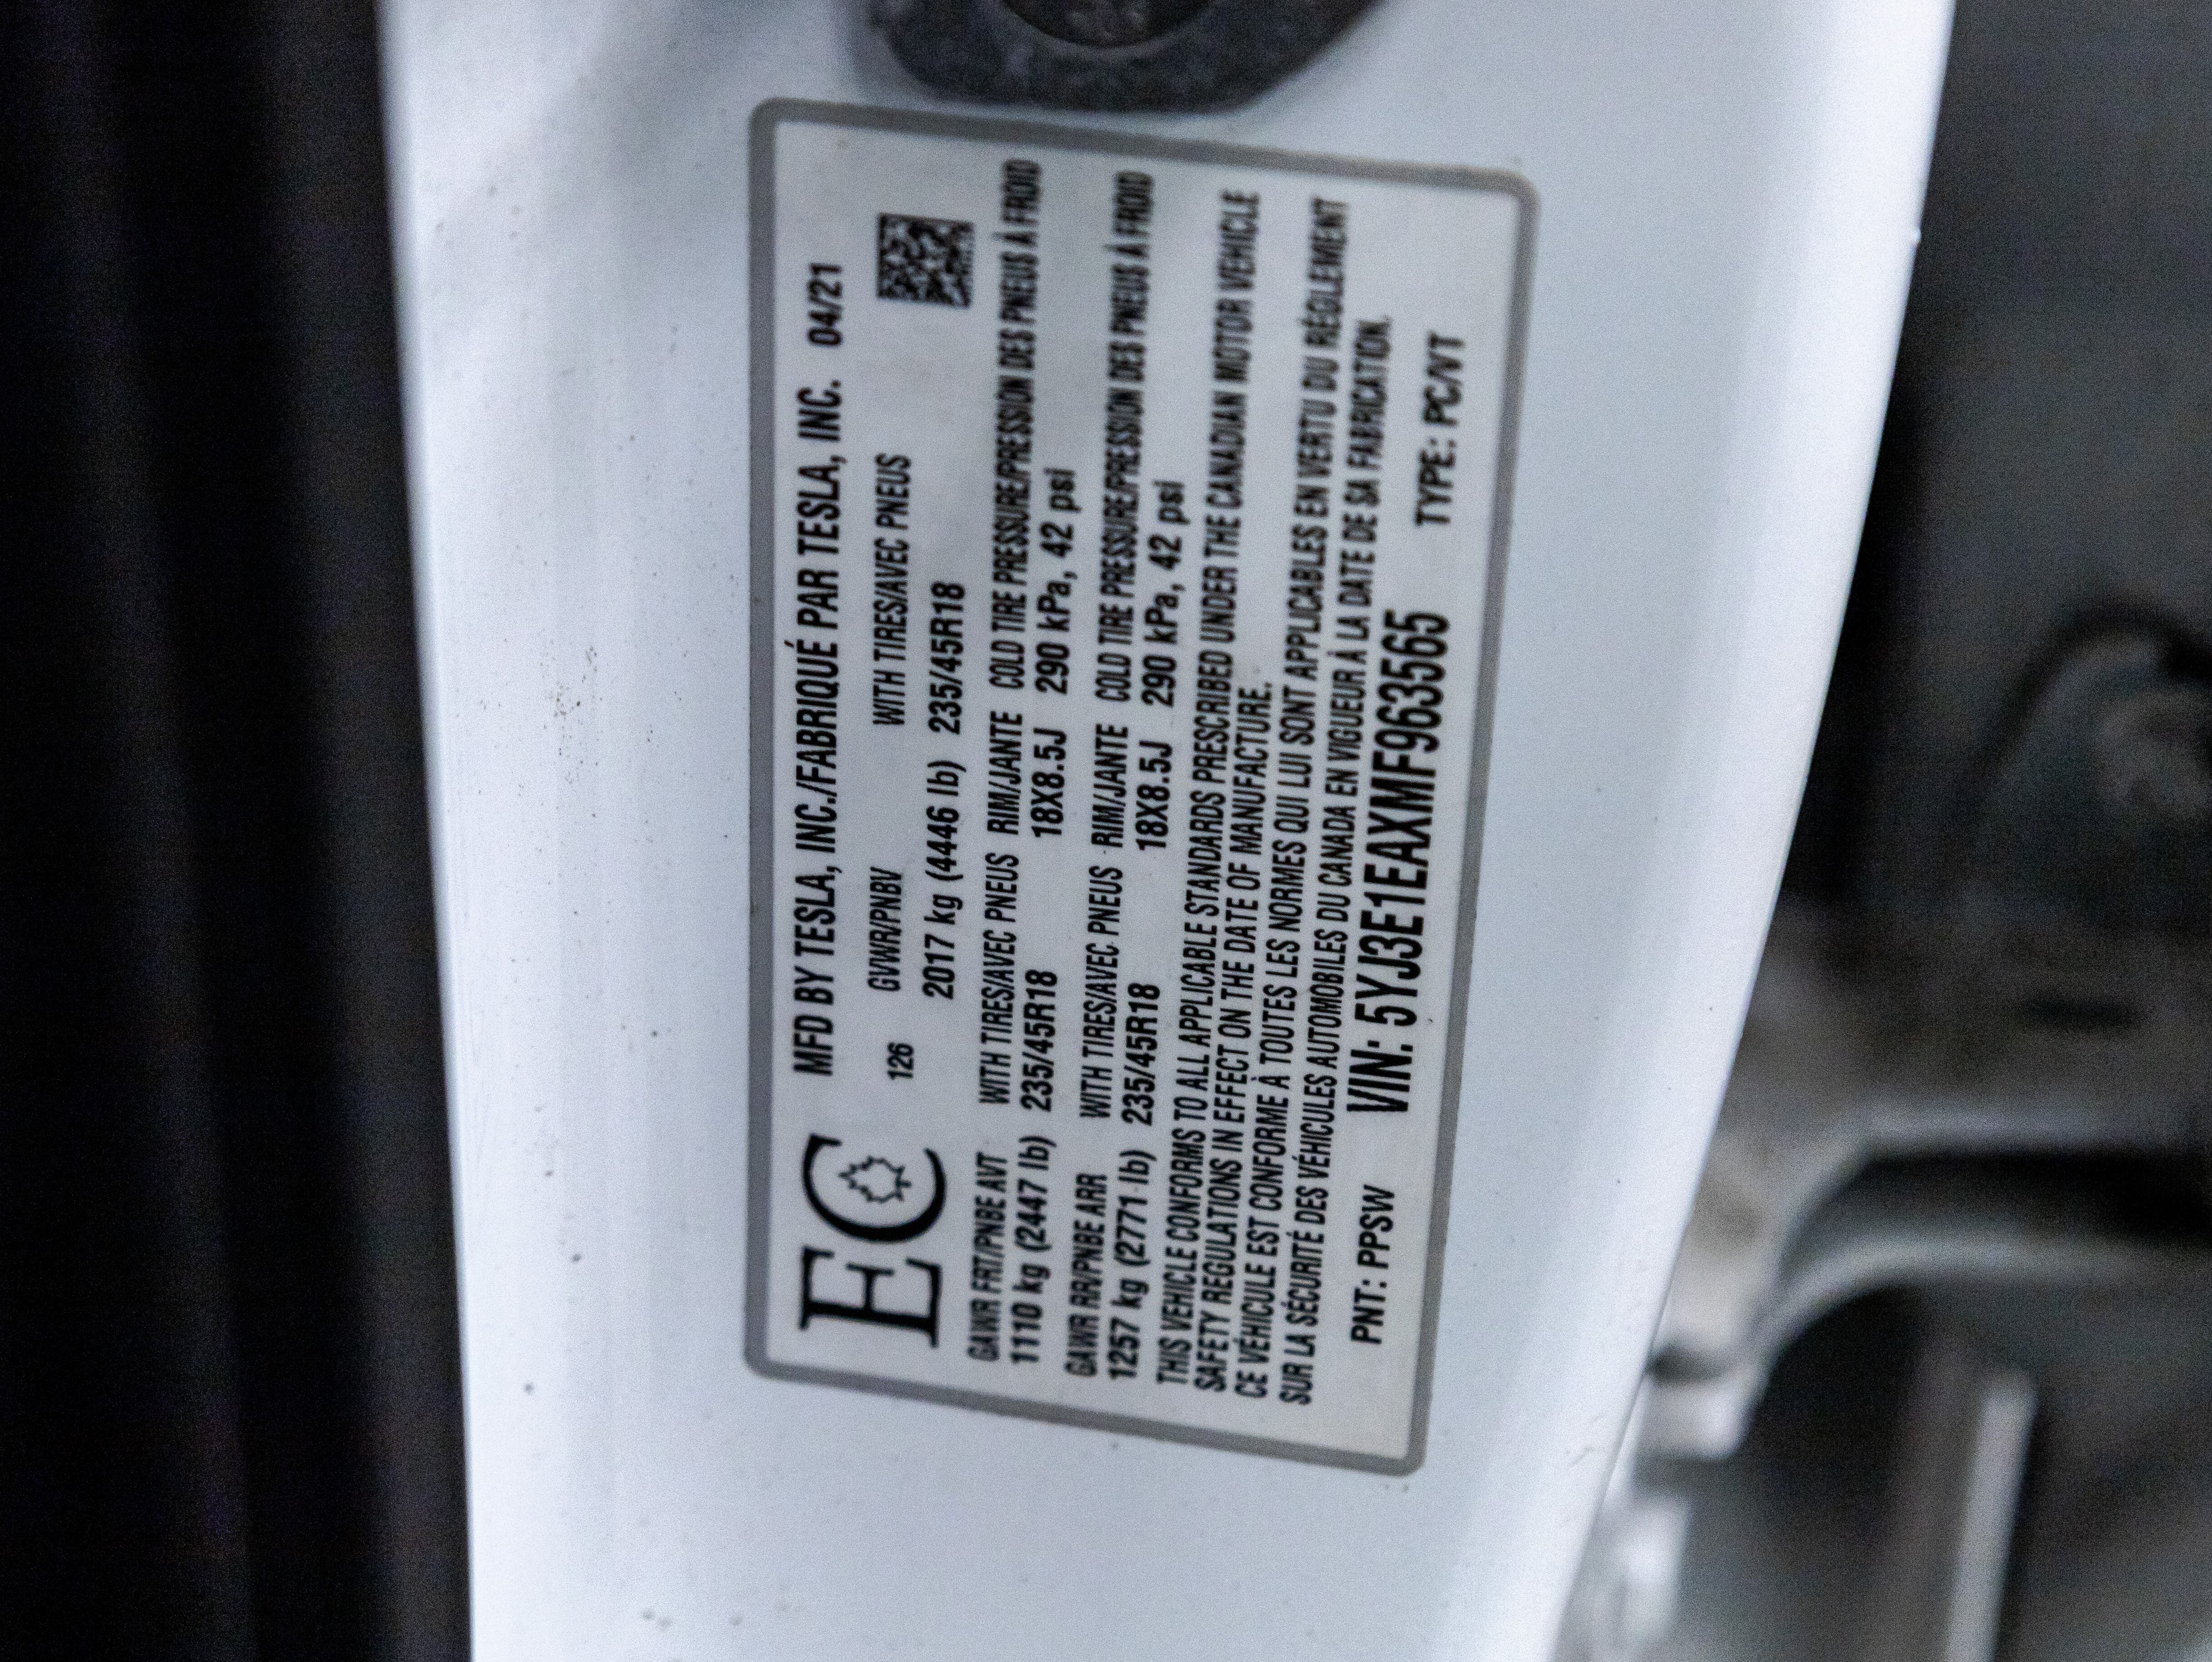 EC MFD BY TESLA, INC./FABRIQUÉ PAR TESLA, INC. 04/21
126 GVWR/PNBV WITH TIRES/AVEC PNEUS
2017 kg (4446 lb) 235/45R18
GAWR FRT/PNBE AVT WITH TIRES/AVEC PNEUS RIM/JANTE COLD TIRE PRESSURE/PRESSION DES PNEUS À FROID
1110 kg (2447 lb) 235/45R18 18X8.5J 290 kPa, 42 psi
GAWR RR/PNBE ARR WITH TIRES/AVEC PNEUS RIM/JANTE COLD TIRE PRESSURE/PRESSION DES PNEUS À FROID
1257 kg (2771 lb) 235/45R18 18X8.5J 290 kPa, 42 psi
THIS VEHICLE CONFORMS TO ALL APPLICABLE STANDARDS PRESCRIBED UNDER THE CANADIAN MOTOR VEHICLE
SAFETY REGULATIONS IN EFFECT ON THE DATE OF MANUFACTURE.
CE VÉHICULE EST CONFORME À TOUTES LES NORMES QUI LUI SONT APPLICABLES EN VERTU DU RÉGLEMENT
SUR LA SÉCURITÉ DES VÉHICULES AUTOMOBILES DU CANADA EN VIGUEUR À LA DATE DE SA FABRICATION.
PNT: PPSW VIN: 5YJ3E1EAXMF963565 TYPE: PC/VT